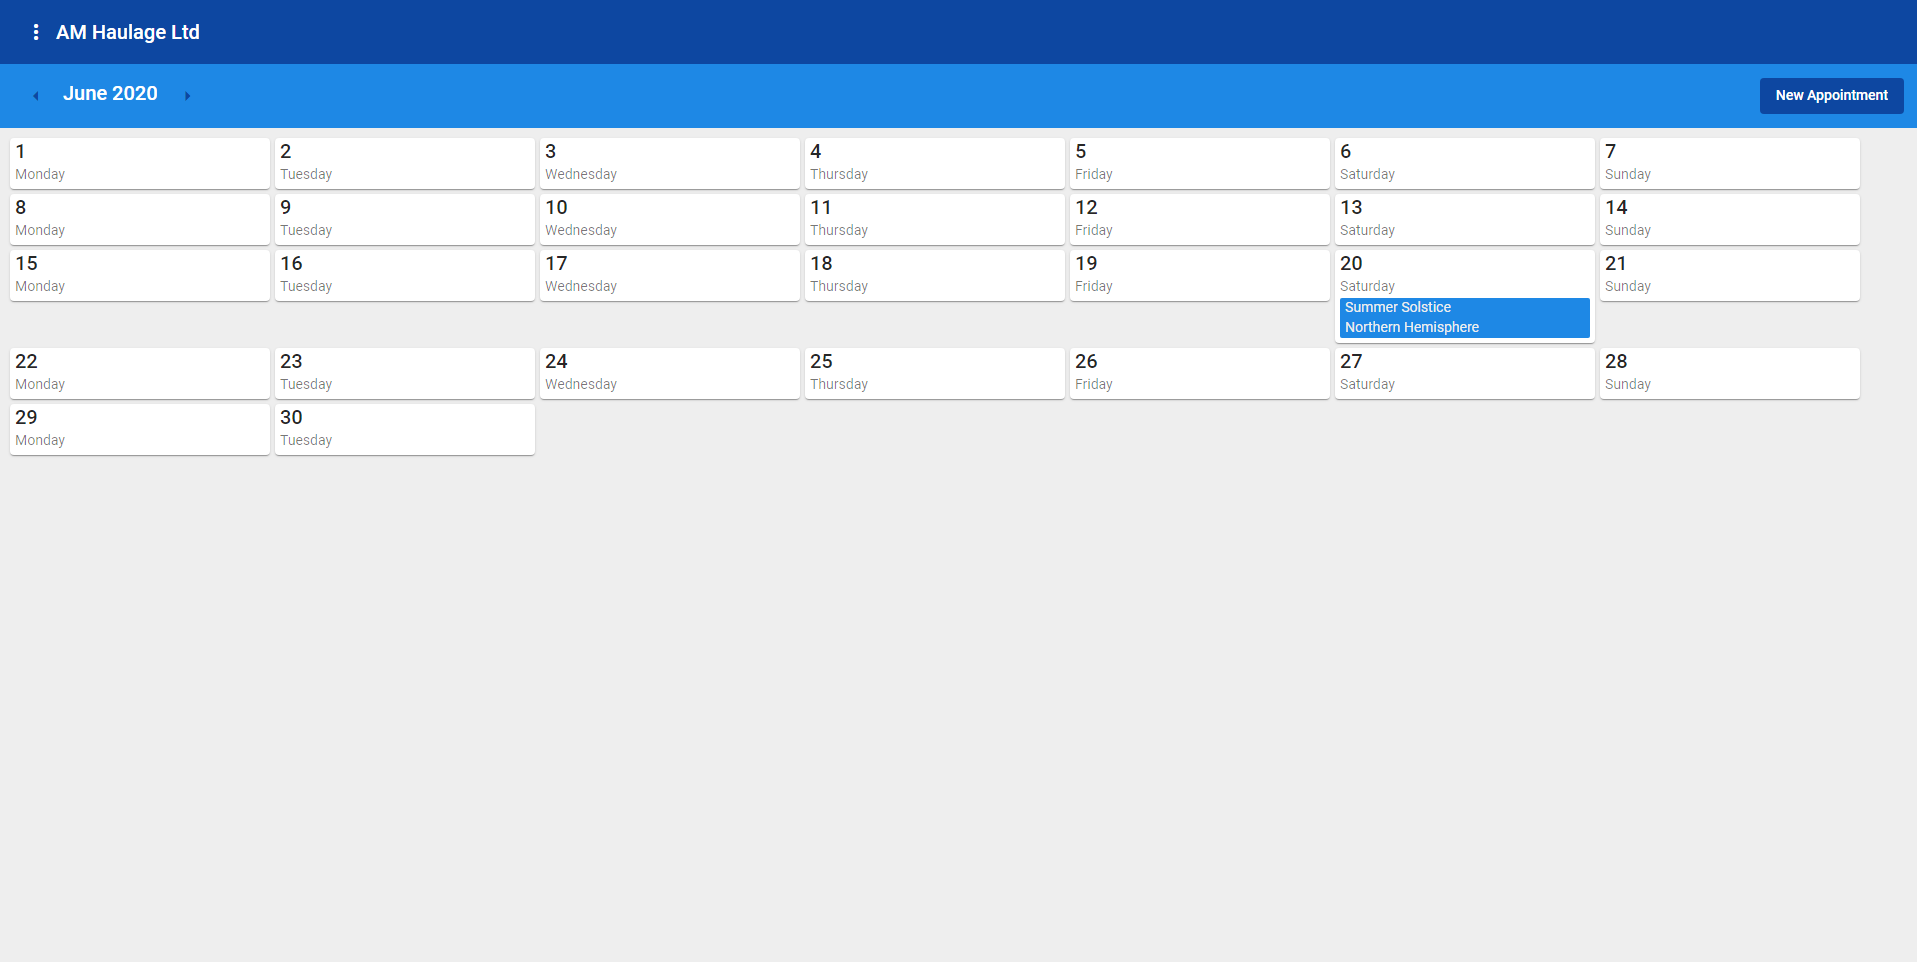 AM Haulage Ltd
June 2020
New Appointment
1 2 3 4 5 6 7
Monday Tuesday Wednesday Thursday Friday Saturday Sunday
8 9 10 11 12 13 14
Monday Tuesday Wednesday Thursday Friday Saturday Sunday
15 16 17 18 19 20 21
Monday Tuesday Wednesday Thursday Friday Saturday Sunday
Summer Solstice
Northern Hemisphere
22 23 24 25 26 27 28
Monday Tuesday Wednesday Thursday Friday Saturday Sunday
29 30
Monday Tuesday